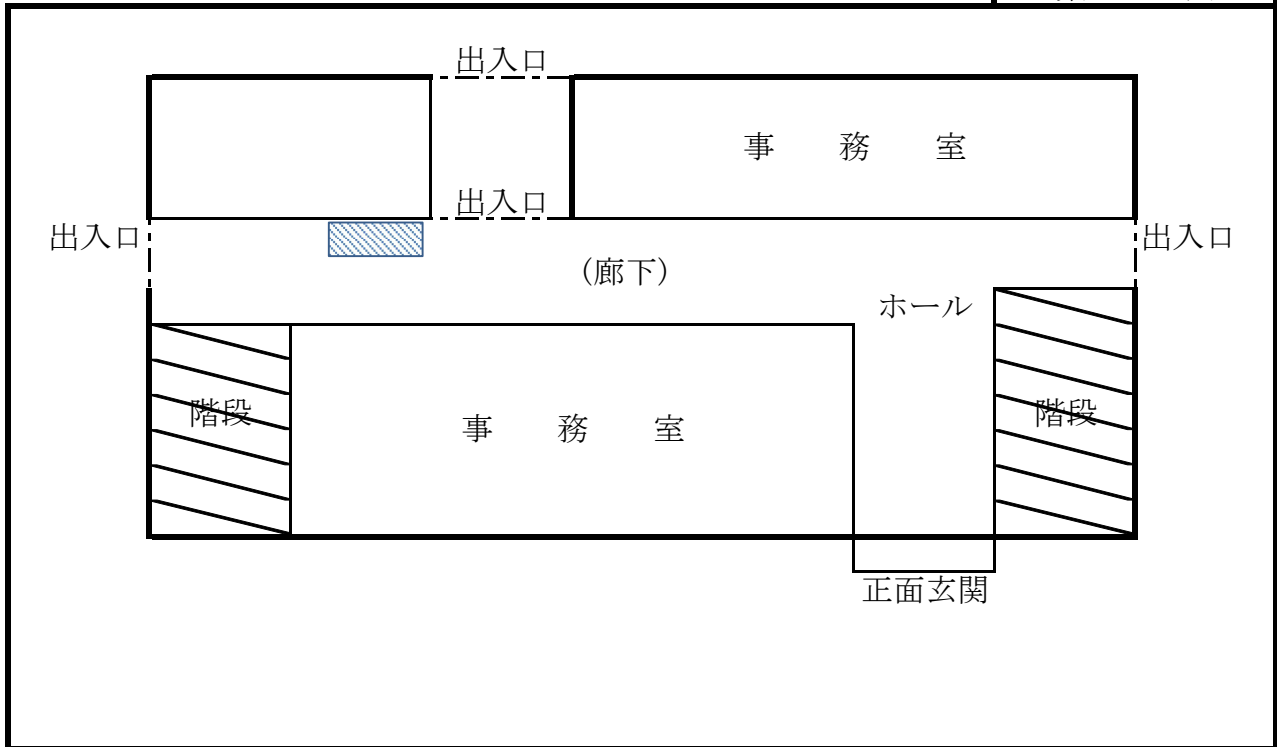 出入口
事　務　室
出入口
出入口
出入口
(廊下)
ホール
階段
事　務　室
階段
正面玄関